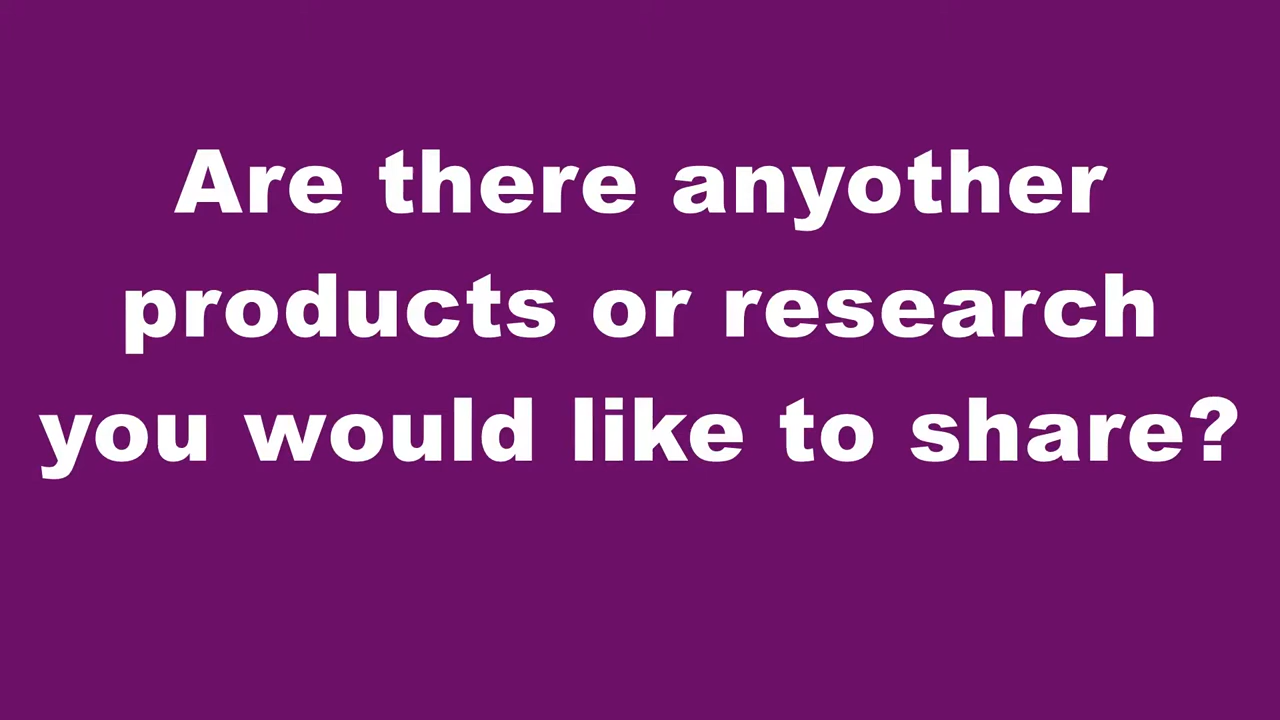 Are there anyother
products or research
you would like to share?